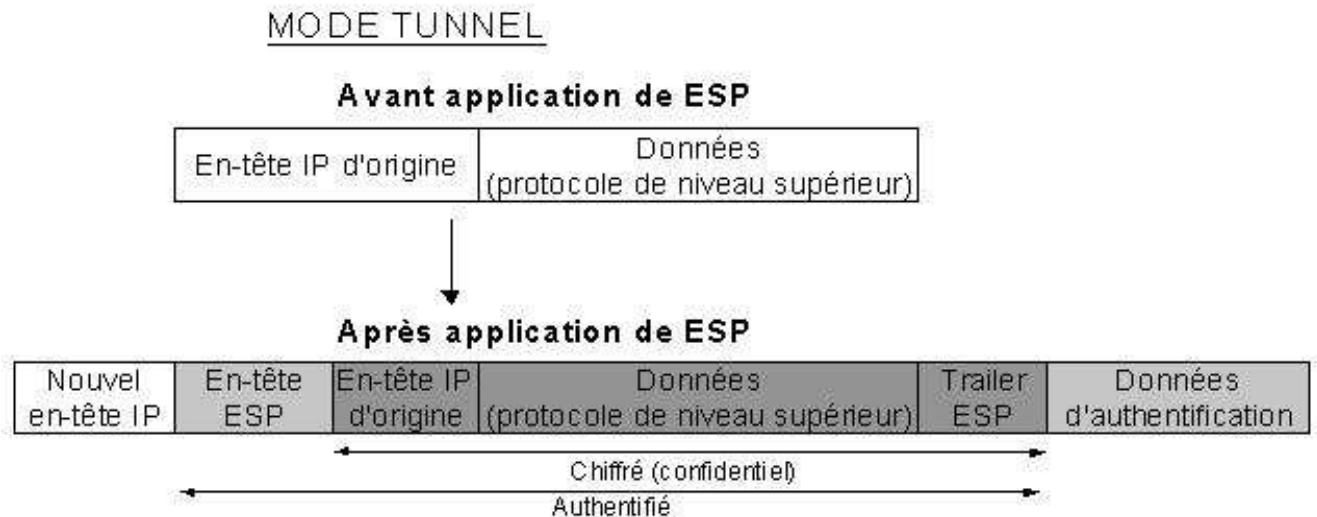 MODE TUNNEL
Avant application de ESP
En-tête IP d'origine
Données
(protocole de niveau supérieur)
Après application de ESP
Nouvel
en-tête IP
En-tête
ESP
En-tête IP
d'origine
Données
(protocole de niveau supérieur)
Trailer
ESP
Données
d'authentification
Chiffré (confidentiel)
Authentifié